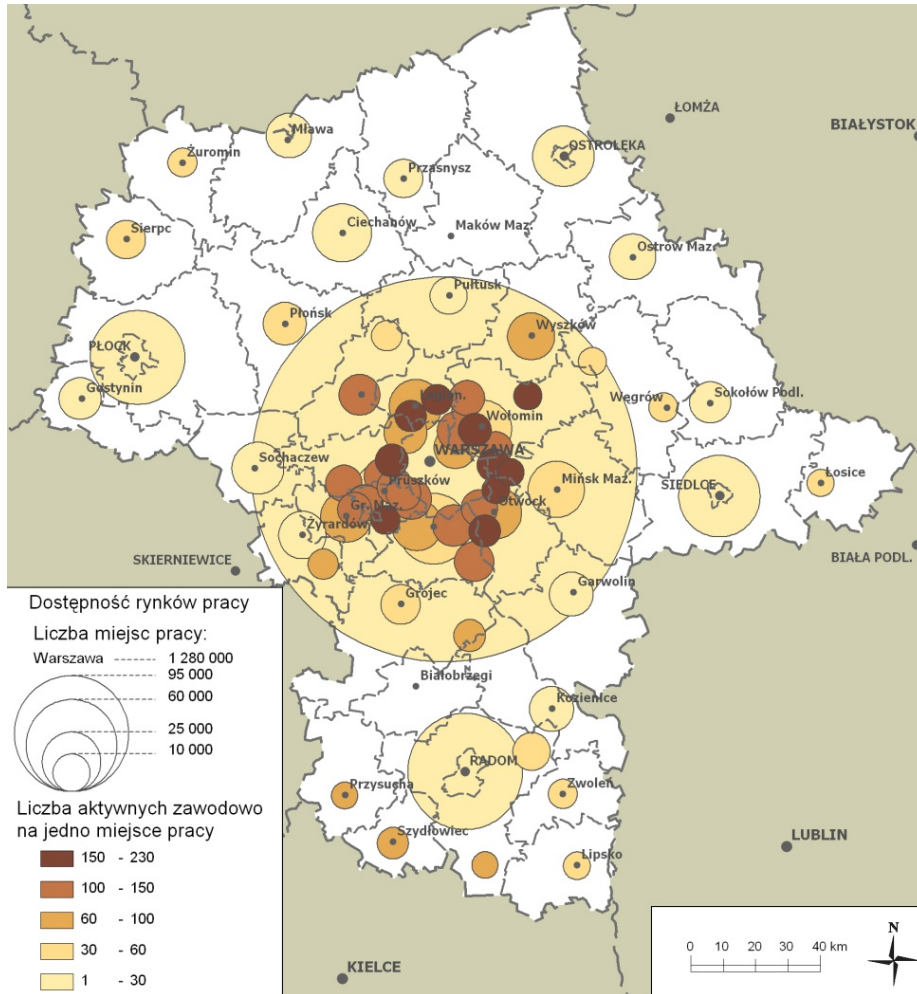 ŁOMŻA
BIAŁYSTOK
Mława
Żuromin
OSTROŁĘKA
Przasnysz
Ciechanów
Maków Maz.
Sierpc
Ostrów Maz.
Pułtusk
Płońsk
Wyszków
PŁOCK
Gostynin
Legion.
Wołomin
Węgrów
Sokołów Podl.
WARSZAWA
Sochaczew
Pruszków
Mińsk Maz.
SIEDLCE
Łosice
Gr. Maz.
Otwock
Żyrardów
SKIERNIEWICE
BIAŁA PODL.
Grójec
Garwolin
Białobrzegi
Kozienice
RADOM
Przysucha
Zwoleń
Szydłowiec
Lipsko
LUBLIN
KIELCE
Dostępność rynków pracy
Liczba miejsc pracy:
Warszawa 1 280 000
95 000
60 000
25 000
10 000
Liczba aktywnych zawodowo
na jedno miejsce pracy
150 - 230
100 - 150
60 - 100
30 - 60
1 - 30
N
0 10 20 30 40 km